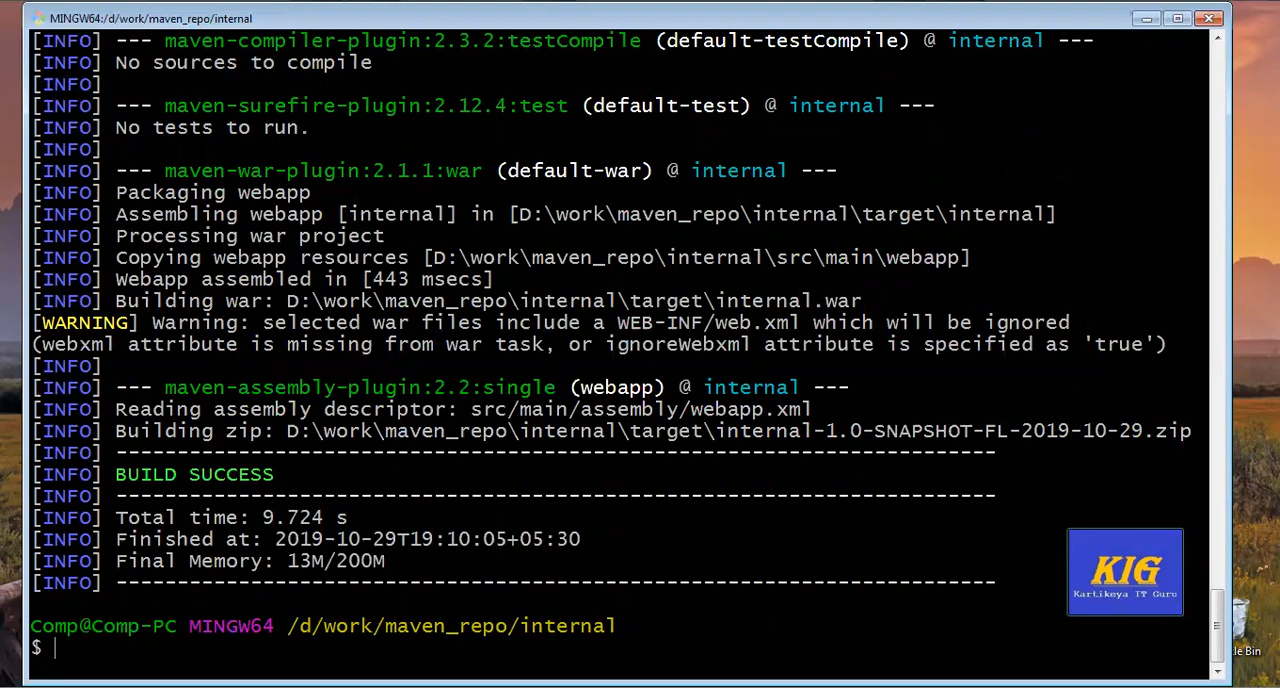 MINGW64:/d/work/maven_repo/internal
[INFO] --- maven-compiler-plugin:2.3.2:testCompile (default-testCompile) @ internal ---
[INFO] No sources to compile
[INFO]
[INFO] --- maven-surefire-plugin:2.12.4:test (default-test) @ internal ---
[INFO] No tests to run.
[INFO]
[INFO] --- maven-war-plugin:2.1.1:war (default-war) @ internal ---
[INFO] Packaging webapp
[INFO] Assembling webapp [internal] in [D:\work\maven_repo\internal\target\internal]
[INFO] Processing war project
[INFO] Copying webapp resources [D:\work\maven_repo\internal\src\main\webapp]
[INFO] Webapp assembled in [443 msecs]
[INFO] Building war: D:\work\maven_repo\internal\target\internal.war
[WARNING] Warning: selected war files include a WEB-INF/web.xml which will be ignored
(webxml attribute is missing from war task, or ignoreWebxml attribute is specified as 'true')
[INFO]
[INFO] --- maven-assembly-plugin:2.2:single (webapp) @ internal ---
[INFO] Reading assembly descriptor: src/main/assembly/webapp.xml
[INFO] Building zip: D:\work\maven_repo\internal\target\internal-1.0-SNAPSHOT-FL-2019-10-29.zip
[INFO] ------------------------------------------------------------------------
[INFO] BUILD SUCCESS
[INFO] ------------------------------------------------------------------------
[INFO] Total time: 9.724 s
[INFO] Finished at: 2019-10-29T19:10:05+05:30
[INFO] Final Memory: 13M/200M
[INFO] ------------------------------------------------------------------------
KIG
Kartikeya IT Guru
Comp@Comp-PC MINGW64 /d/work/maven_repo/internal
$
cle Bin